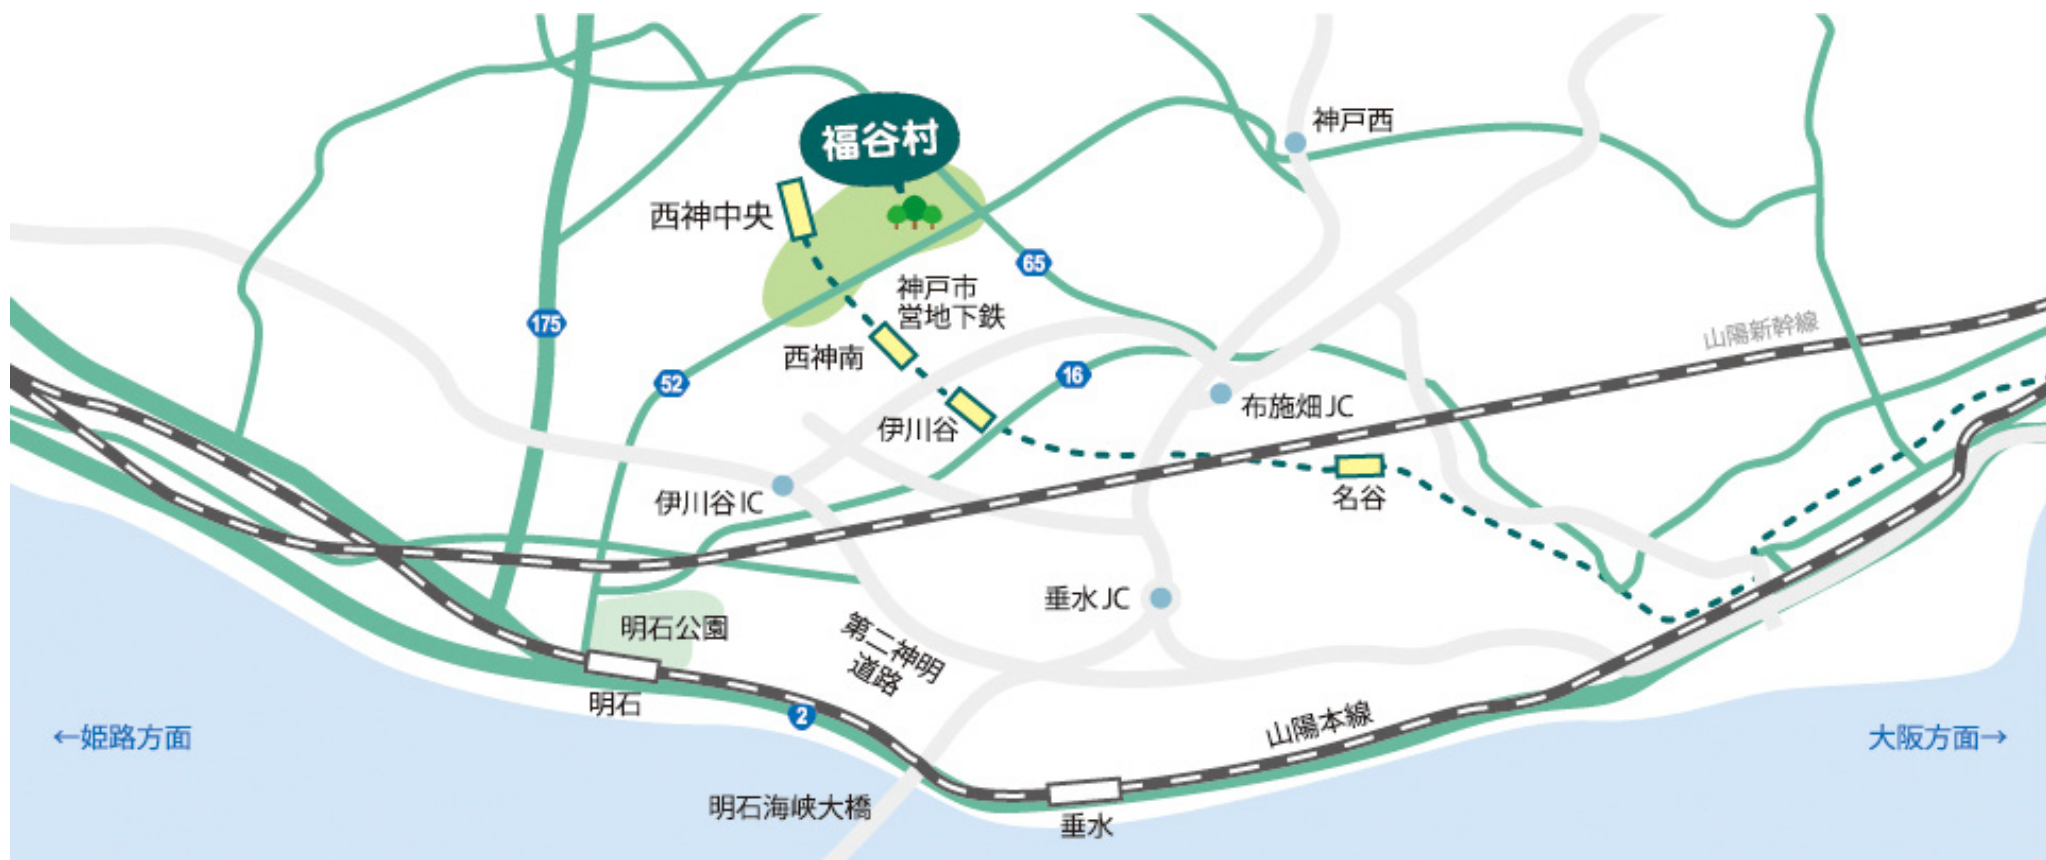 神戸西
福谷村
西神中央
65
神戸市
営地下鉄
175
山陽新幹線
西神南
52
16
布施畑JC
伊川谷
伊川谷IC
名谷
垂水JC
明石公園
第二神明
道路
明石
2
山陽本線
←姫路方面
大阪方面→
明石海峡大橋
垂水